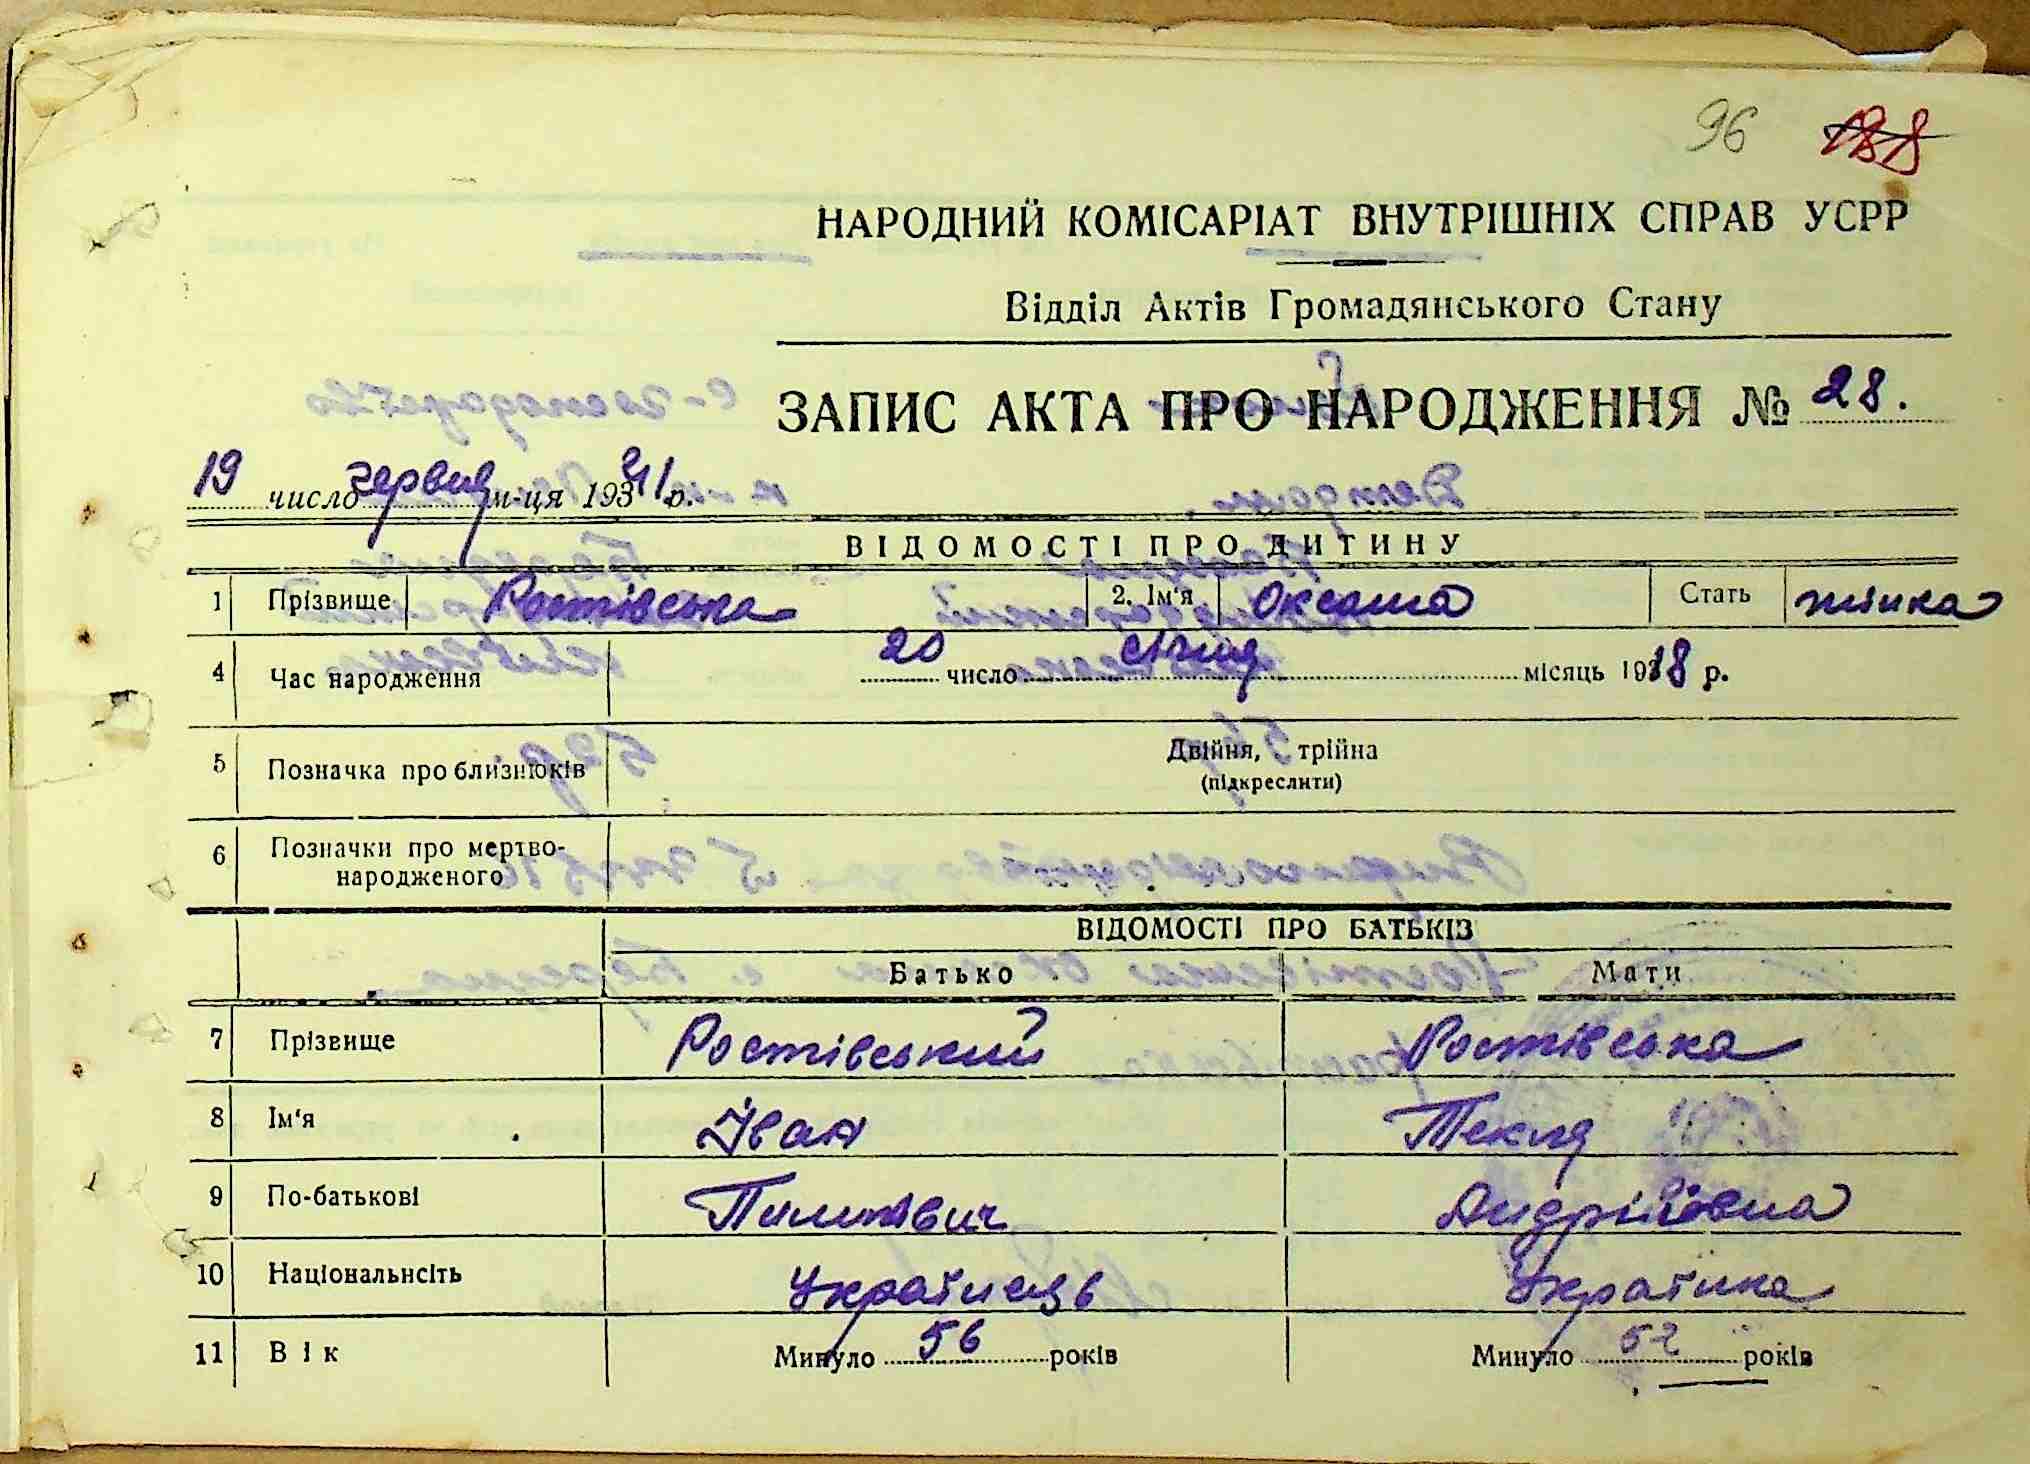 96 188
НАРОДНИЙ КОМІСАРІАТ ВНУТРІШНІХ СПРАВ УСРР
Відділ Актів Громадянського Стану
ЗАПИС АКТА ПРО НАРОДЖЕННЯ № 28.
19 число червня м-ця 1941 р.
ВІДОМОСТІ ПРО ДИТИНУ
1 Прізвище Ростівська 2. Ім'я Оксана Стать жінка
4 Час народження 20 число січня місяць 1918 р.
5 Позначка про близнюків Двійня, трійна
(підкреслити)
6 Позначки про мертво-
народженого
ВІДОМОСТІ ПРО БАТЬКІВ
Батько Мати
7 Прізвище Ростівський Ростівська
8 Ім'я Іван Текля
9 По-батькові Пилипович Андріївна
10 Національнсіть Українець Українка
11 Вік Минуло 56 років Минуло 52 років